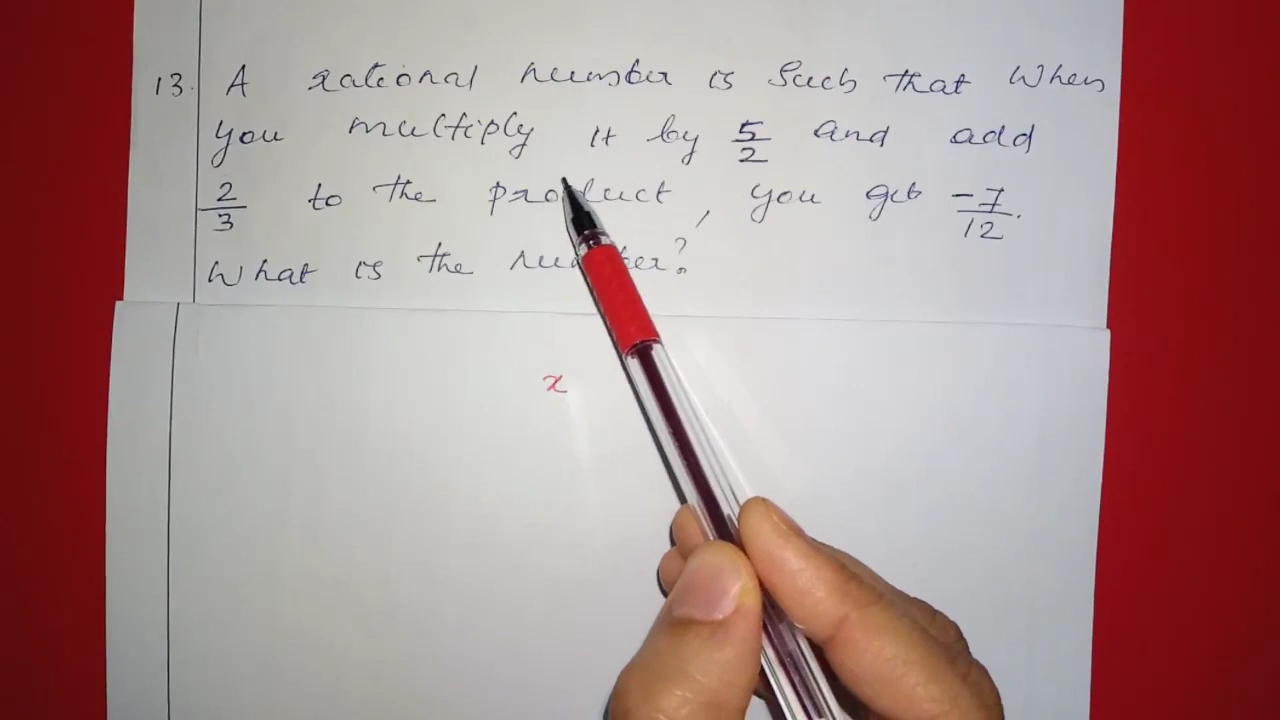 13. A rational number is such that when
you multiply it by 5/2 and add
2/3 to the product, you get -7/12.
What is the number?
x